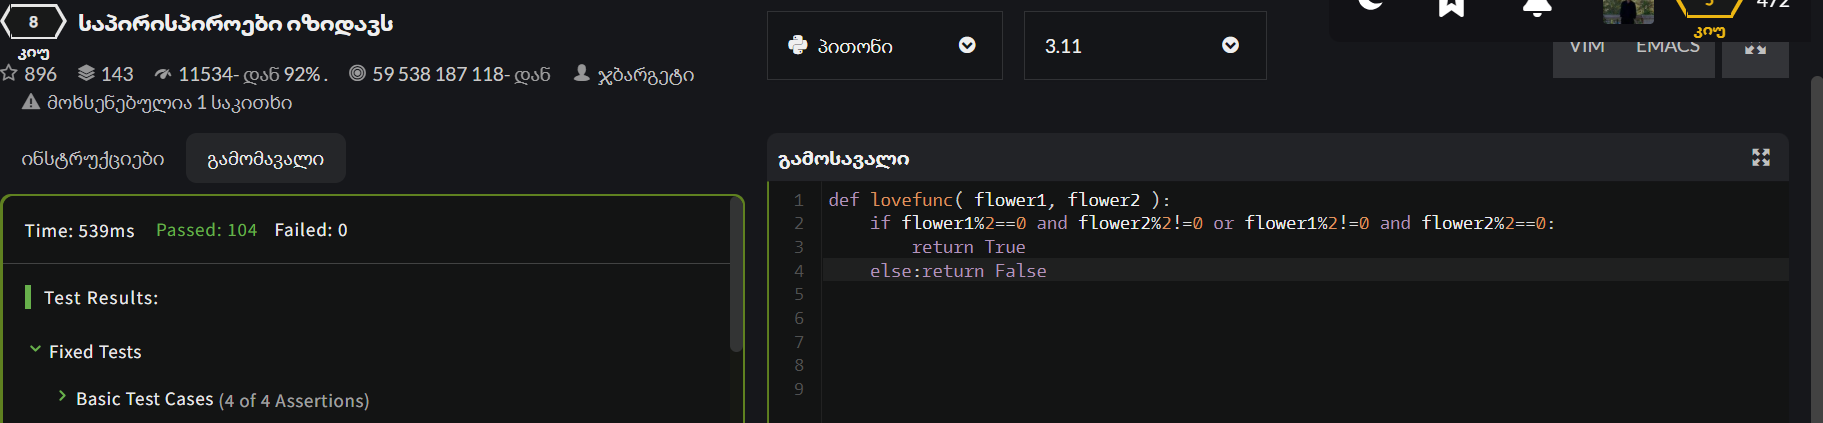 8 საპირისპიროები იზიდავს
კიუ
896 143 11534- დან 92% . 59 538 187 118- დან ჯბარგეტი
მოხსენებულია 1 საკითხი
ინსტრუქციები გამომავალი
Time: 539ms Passed: 104 Failed: 0
Test Results:
Fixed Tests
Basic Test Cases (4 of 4 Assertions)
პითონი 3.11
კიუ
VIM EMACS
გამოსავალი
1 def lovefunc( flower1, flower2 ):
2 if flower1%2==0 and flower2%2!=0 or flower1%2!=0 and flower2%2==0:
3 return True
4 else:return False
5
6
7
8
9